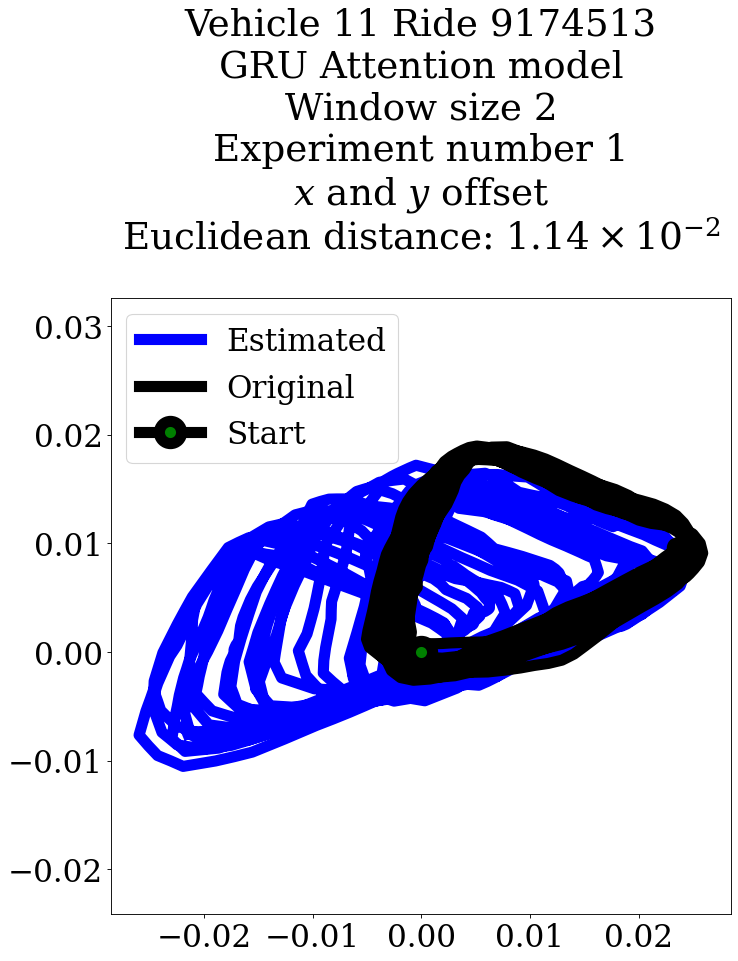 Vehicle 11 Ride 9174513
GRU Attention model
Window size 2
Experiment number 1
x and y offset
Euclidean distance: 1.14 × 10⁻²
Estimated
Original
Start
0.03
0.02
0.01
0.00
−0.01
−0.02
−0.02 −0.01 0.00 0.01 0.02